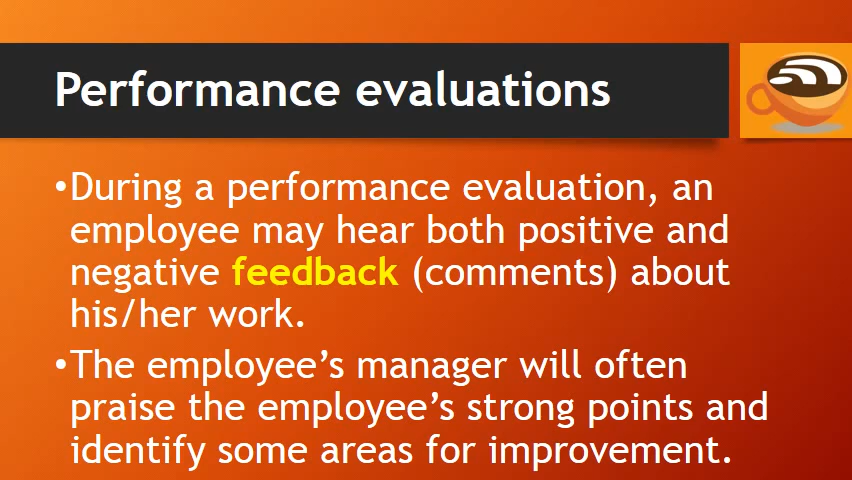 Performance evaluations
•During a performance evaluation, an
employee may hear both positive and
negative feedback (comments) about
his/her work.
•The employee’s manager will often
praise the employee’s strong points and
identify some areas for improvement.